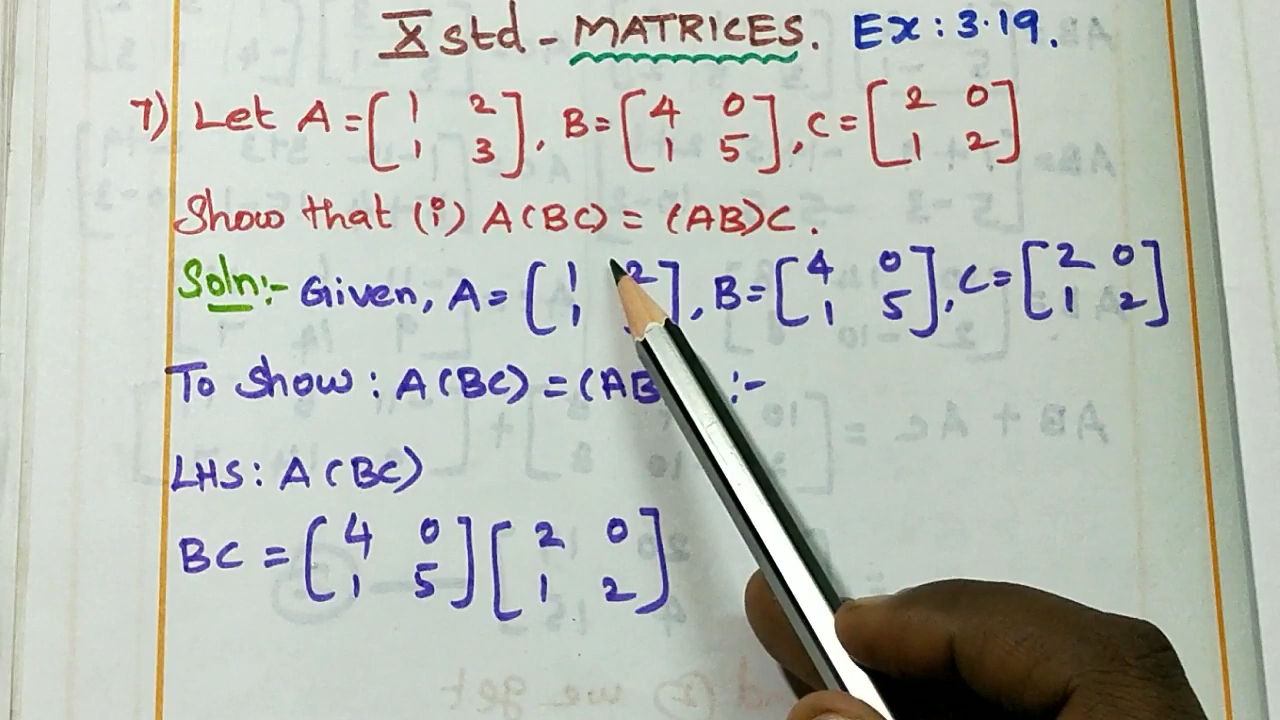 X std - MATRICES. Ex: 3.19.
7) Let A = [1 2 1 3], B = [4 0 1 5], C = [2 0 1 2]
Show that (i) A(BC) = (AB)C.
Soln:- Given, A = [1 2 1 ], B = [4 0 1 5], C = [2 0 1 2]
To show: A(BC) = (AB :-
LHS: A(BC)
BC = [4 0 1 5] [2 0 1 2]